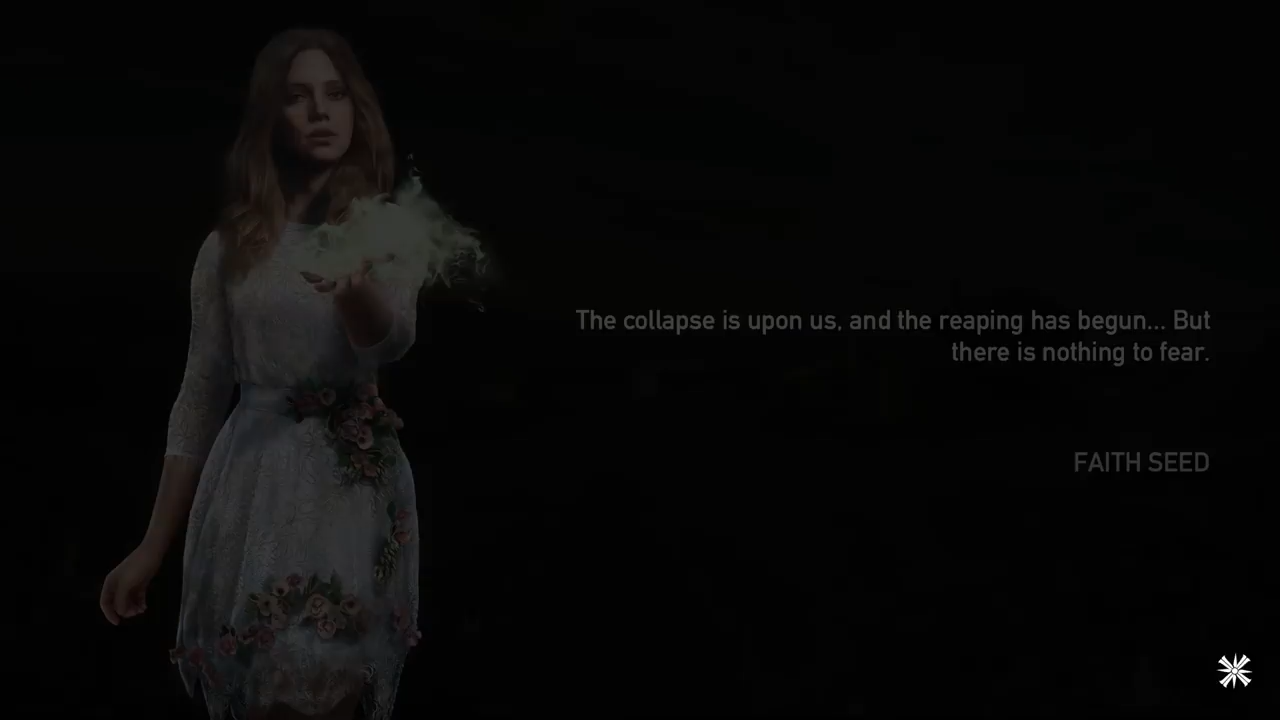 The collapse is upon us, and the reaping has begun... But
there is nothing to fear.
FAITH SEED